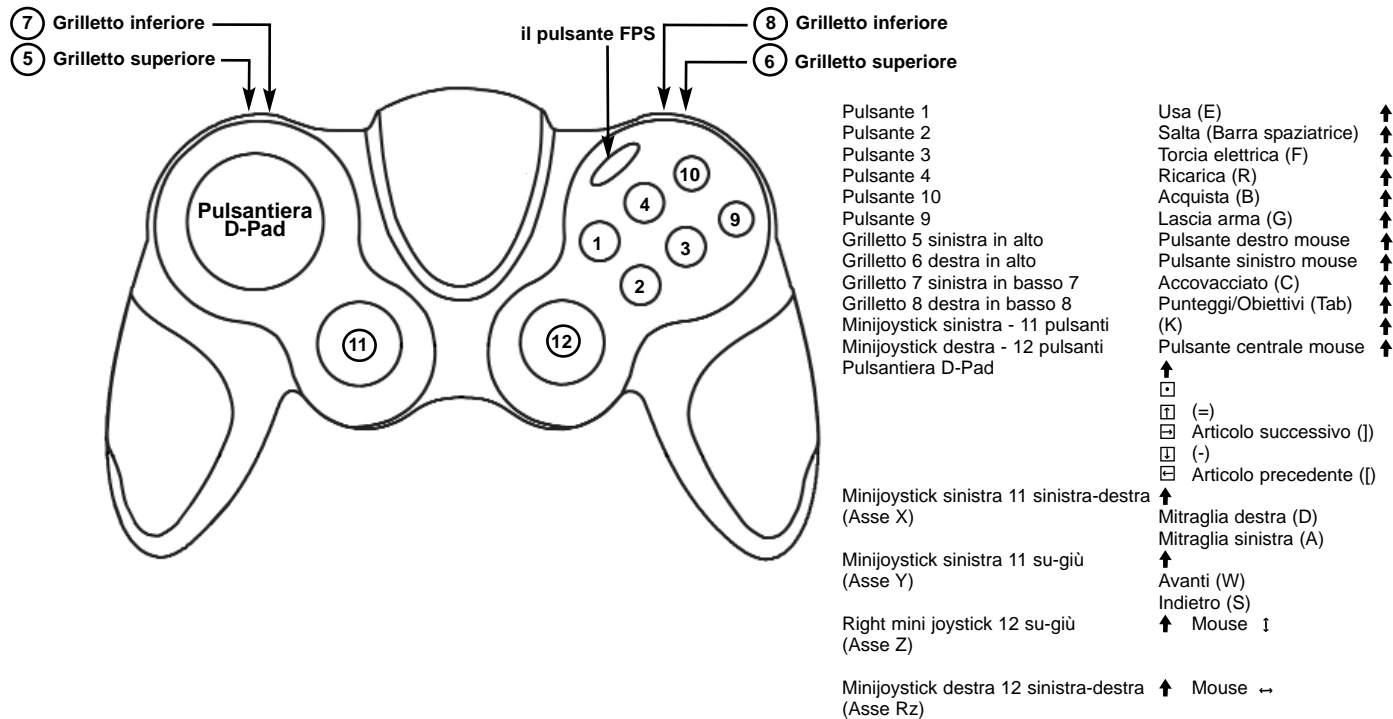 7 Grilletto inferiore
5 Grilletto superiore
il pulsante FPS
8 Grilletto inferiore
6 Grilletto superiore
Pulsantiera
D-Pad
10
4
9
1
3
2
11
12
Pulsante 1 Usa (E) ↑
Pulsante 2 Salta (Barra spaziatrice) ↑
Pulsante 3 Torcia elettrica (F) ↑
Pulsante 4 Ricarica (R) ↑
Pulsante 10 Acquista (B) ↑
Pulsante 9 Lascia arma (G) ↑
Grilletto 5 sinistra in alto Pulsante destro mouse ↑
Grilletto 6 destra in alto Pulsante sinistro mouse ↑
Grilletto 7 sinistra in basso 7 Accovacciato (C) ↑
Grilletto 8 destra in basso 8 Punteggi/Obiettivi (Tab) ↑
Minijoystick sinistra - 11 pulsanti (K) ↑
Minijoystick destra - 12 pulsanti Pulsante centrale mouse ↑
Pulsantiera D-Pad ↑
⊡
↑ (=)
→ Articolo successivo (])
↓ (-)
← Articolo precedente ([)
Minijoystick sinistra 11 sinistra-destra ↑
(Asse X) Mitraglia destra (D)
Mitraglia sinistra (A)
Minijoystick sinistra 11 su-giù ↑
(Asse Y) Avanti (W)
Indietro (S)
Right mini joystick 12 su-giù ↑ Mouse ↕
(Asse Z)
Minijoystick destra 12 sinistra-destra ↑ Mouse ↔
(Asse Rz)